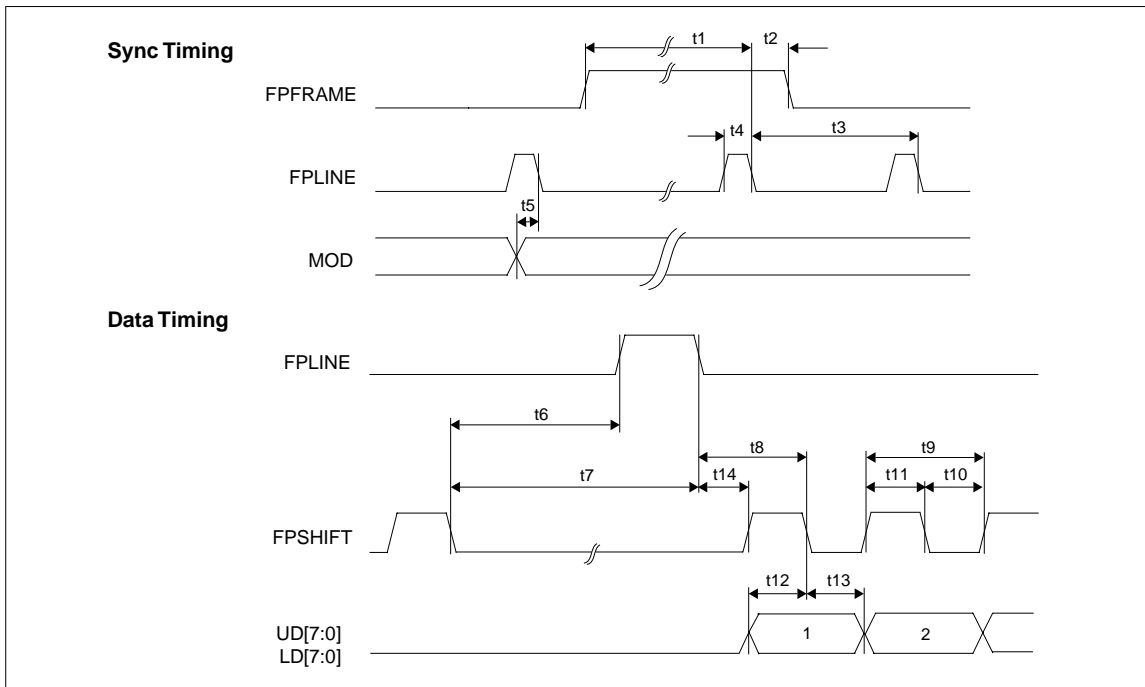 Sync Timing
t1
t2
FPFRAME
t4
t3
FPLINE
t5
MOD
Data Timing
FPLINE
t6
t8
t9
t7
t14
t11
t10
FPSHIFT
t12
t13
UD[7:0]
1
2
LD[7:0]